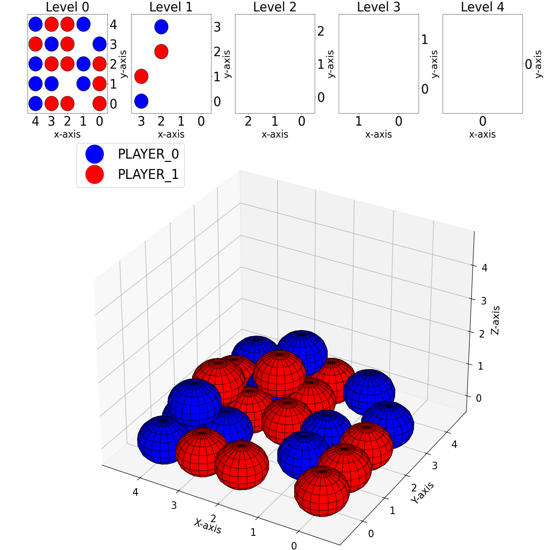 Level 0 Level 1 Level 2 Level 3 Level 4
4 3 2 1 0 y-axis 4 3 2 1 0 x-axis
3 2 1 0 y-axis 3 2 1 0 x-axis
2 1 0 y-axis 2 1 0 x-axis
1 0 y-axis 1 0 x-axis
0 y-axis 0 x-axis
PLAYER_0
PLAYER_1
4 3 2 1 0 Z-axis
4 3 2 1 0 X-axis
4 3 2 1 0 Y-axis